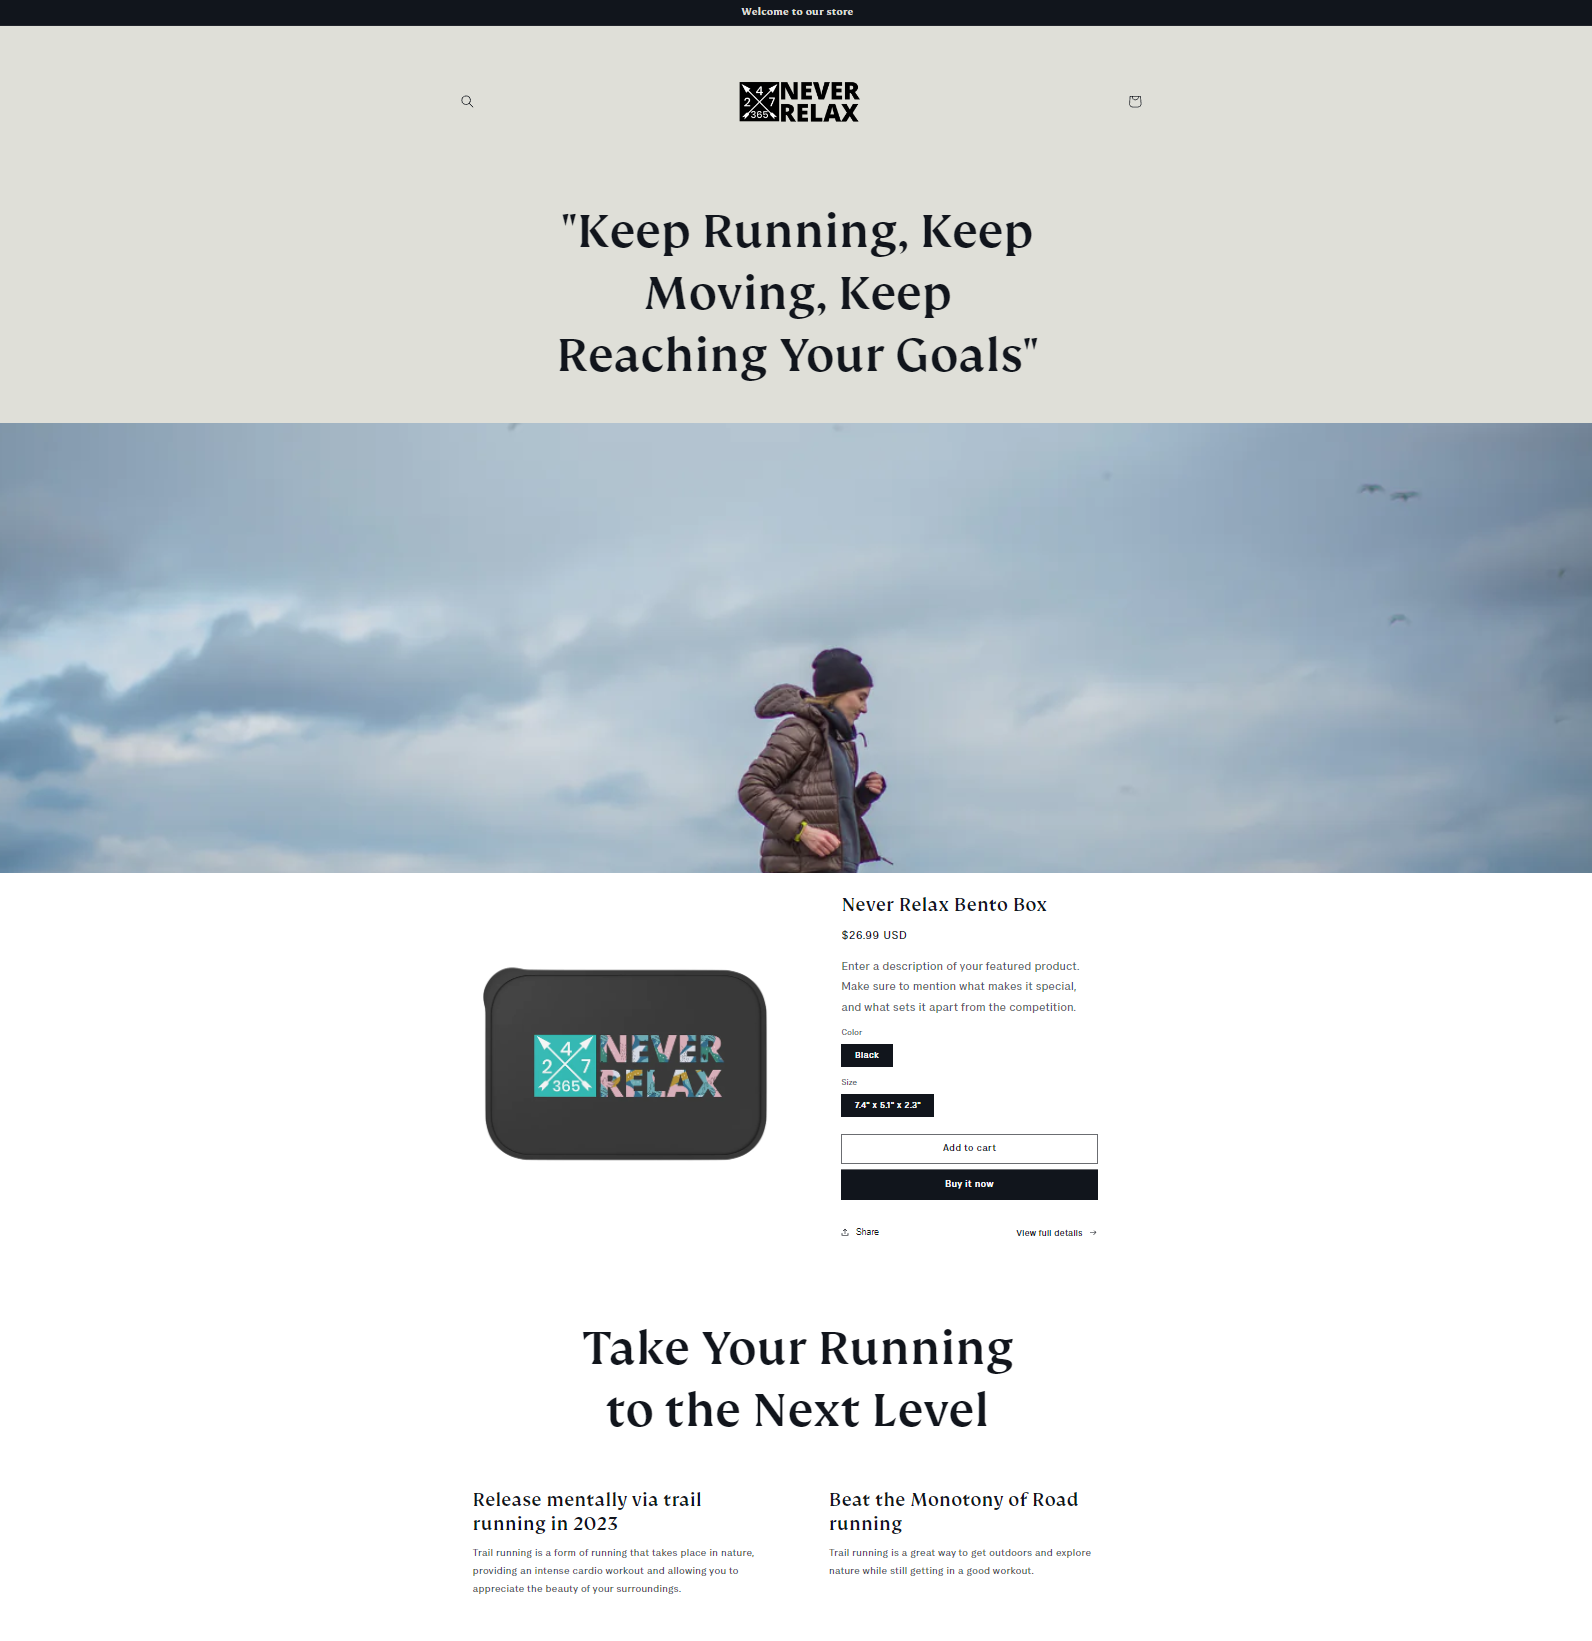 Welcome to our store
4
2 7
365
NEVER
RELAX
"Keep Running, Keep
Moving, Keep
Reaching Your Goals"
Never Relax Bento Box
$26.99 USD
Enter a description of your featured product.
Make sure to mention what makes it special,
and what sets it apart from the competition.
Color
Black
Size
7.4" x 5.1" x 2.3"
Add to cart
Buy it now
Share
View full details
4
2 7
365
NEVER
RELAX
Take Your Running
to the Next Level
Release mentally via trail
running in 2023
Trail running is a form of running that takes place in nature,
providing an intense cardio workout and allowing you to
appreciate the beauty of your surroundings.
Beat the Monotony of Road
running
Trail running is a great way to get outdoors and explore
nature while still getting in a good workout.